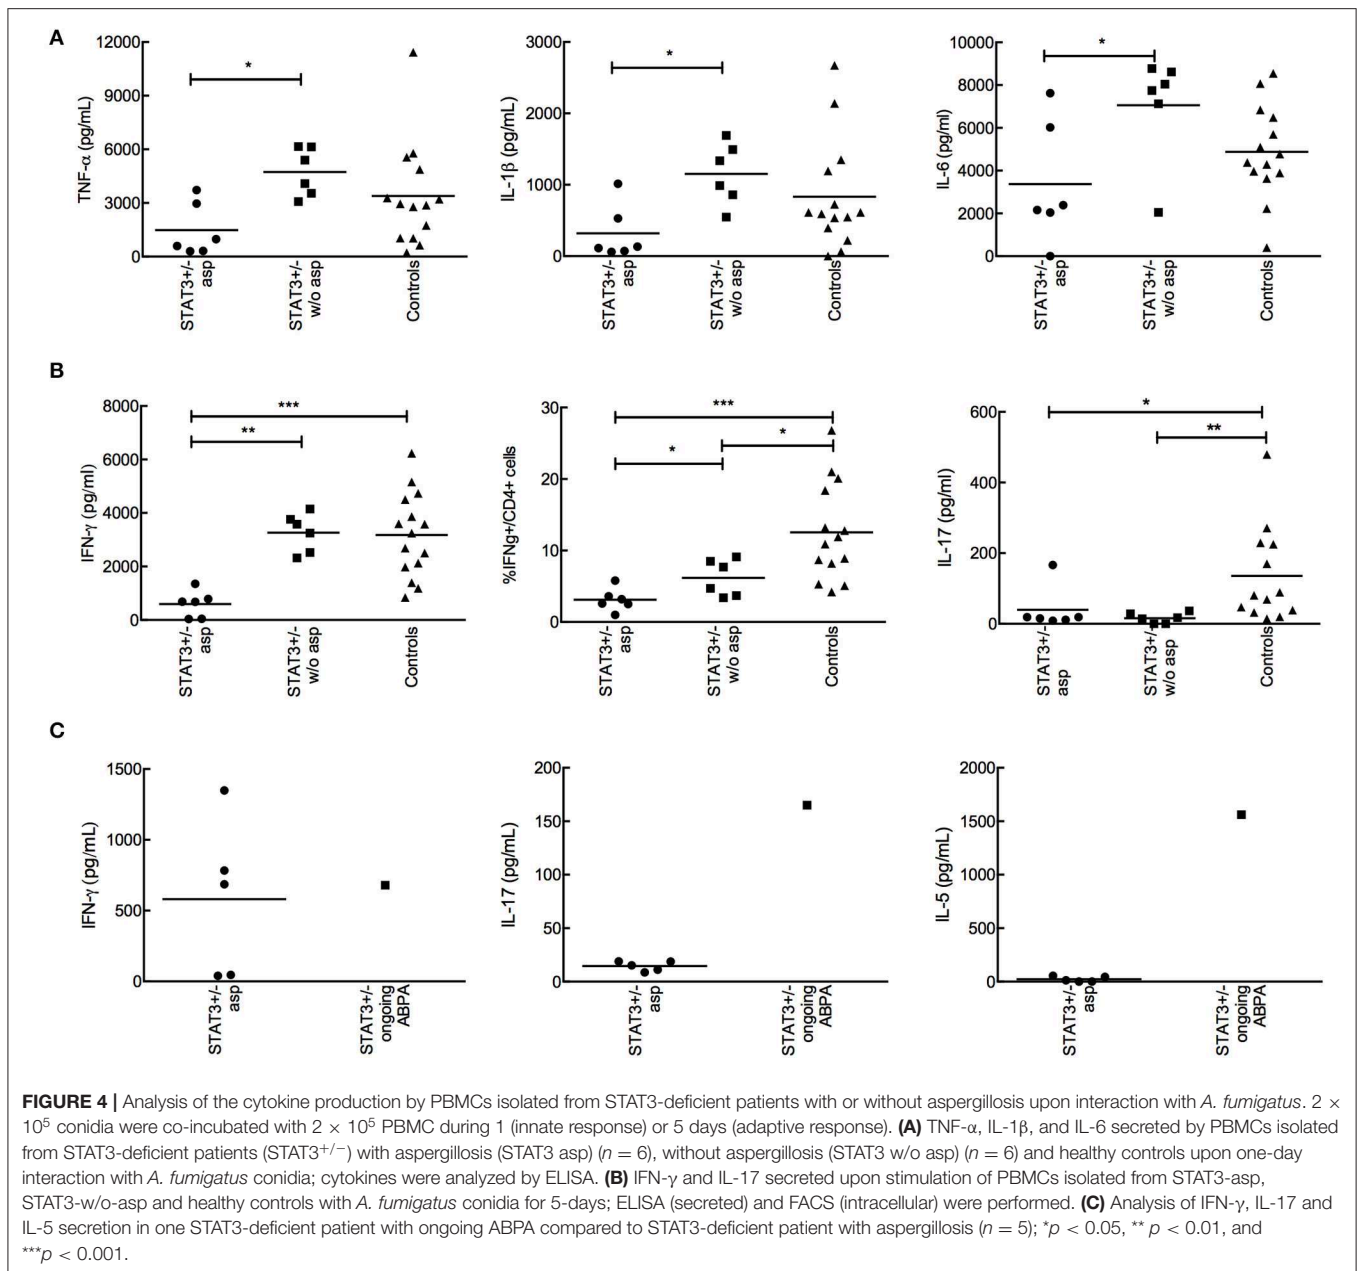 A
12000
9000
6000
3000
0
TNF-α (pg/mL)
*
STAT3+/-
asp
STAT3+/-
w/o asp
Controls
3000
2000
1000
0
IL-1β (pg/mL)
*
STAT3+/-
asp
STAT3+/-
w/o asp
Controls
10000
8000
6000
4000
2000
0
IL-6 (pg/ml)
*
STAT3+/-
asp
STAT3+/-
w/o asp
Controls
B
8000
6000
4000
2000
0
IFN-γ (pg/ml)
***
**
STAT3+/-
asp
STAT3+/-
w/o asp
Controls
30
20
10
0
%IFNg+/CD4+ cells
***
*
*
STAT3+/-
asp
STAT3+/-
w/o asp
Controls
600
400
200
0
IL-17 (pg/ml)
*
**
STAT3+/-
asp
STAT3+/-
w/o asp
Controls
C
1500
1000
500
0
IFN-γ (pg/mL)
STAT3+/-
asp
STAT3+/-
ongoing
ABPA
200
150
100
50
0
IL-17 (pg/mL)
STAT3+/-
asp
STAT3+/-
ongoing
ABPA
2000
1500
1000
500
0
IL-5 (pg/mL)
STAT3+/-
asp
STAT3+/-
ongoing
ABPA
FIGURE 4 | Analysis of the cytokine production by PBMCs isolated from STAT3-deficient patients with or without aspergillosis upon interaction with A. fumigatus. 2 ×
10⁵ conidia were co-incubated with 2 × 10⁵ PBMC during 1 (innate response) or 5 days (adaptive response). (A) TNF-α, IL-1β, and IL-6 secreted by PBMCs isolated
from STAT3-deficient patients (STAT3⁺/⁻) with aspergillosis (STAT3 asp) (n = 6), without aspergillosis (STAT3 w/o asp) (n = 6) and healthy controls upon one-day
interaction with A. fumigatus conidia; cytokines were analyzed by ELISA. (B) IFN-γ and IL-17 secreted upon stimulation of PBMCs isolated from STAT3-asp,
STAT3-w/o-asp and healthy controls with A. fumigatus conidia for 5-days; ELISA (secreted) and FACS (intracellular) were performed. (C) Analysis of IFN-γ, IL-17 and
IL-5 secretion in one STAT3-deficient patient with ongoing ABPA compared to STAT3-deficient patient with aspergillosis (n = 5); *p < 0.05, ** p < 0.01, and
***p < 0.001.